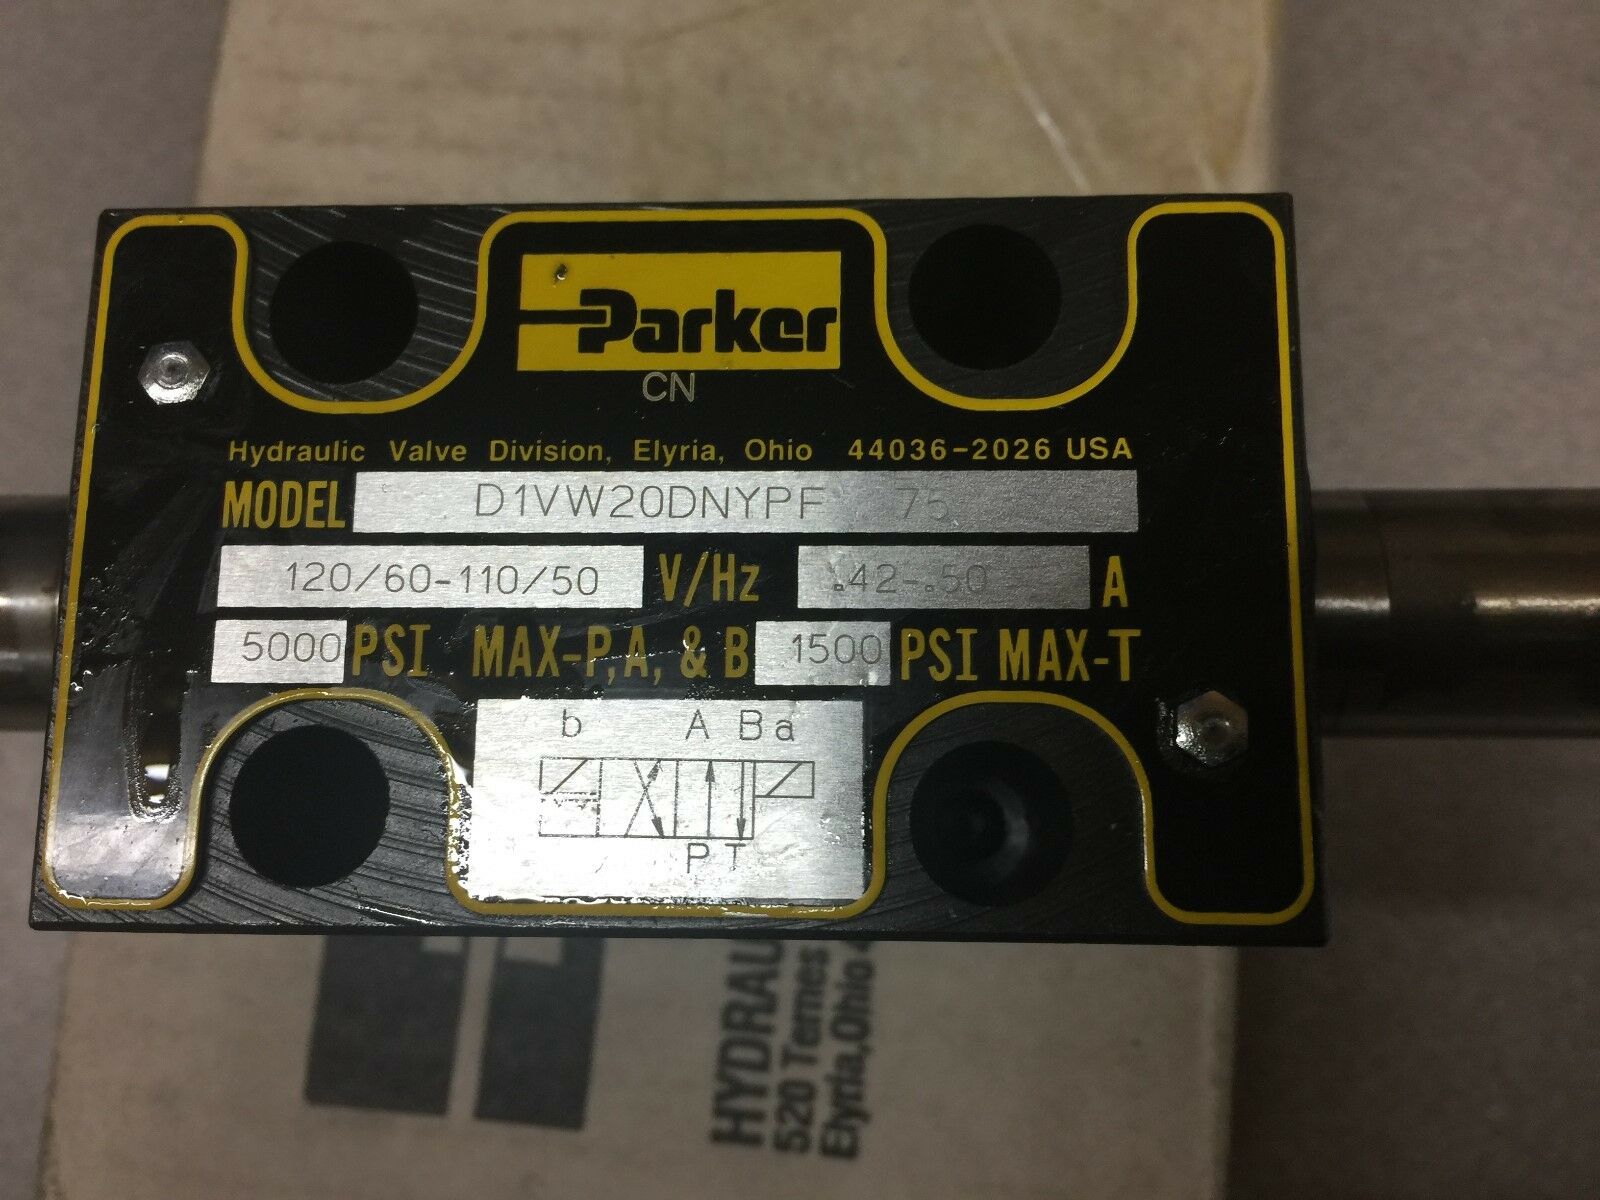 Parker
CN
Hydraulic Valve Division, Elyria, Ohio 44036-2026 USA
MODEL D1VW20DNYPF 75
120/60-110/50 V/Hz .42-.50 A
5000 PSI MAX-P,A, & B 1500 PSI MAX-T
b A B a
P T
HYDRAU
520 Ternes
Elyria,Ohio